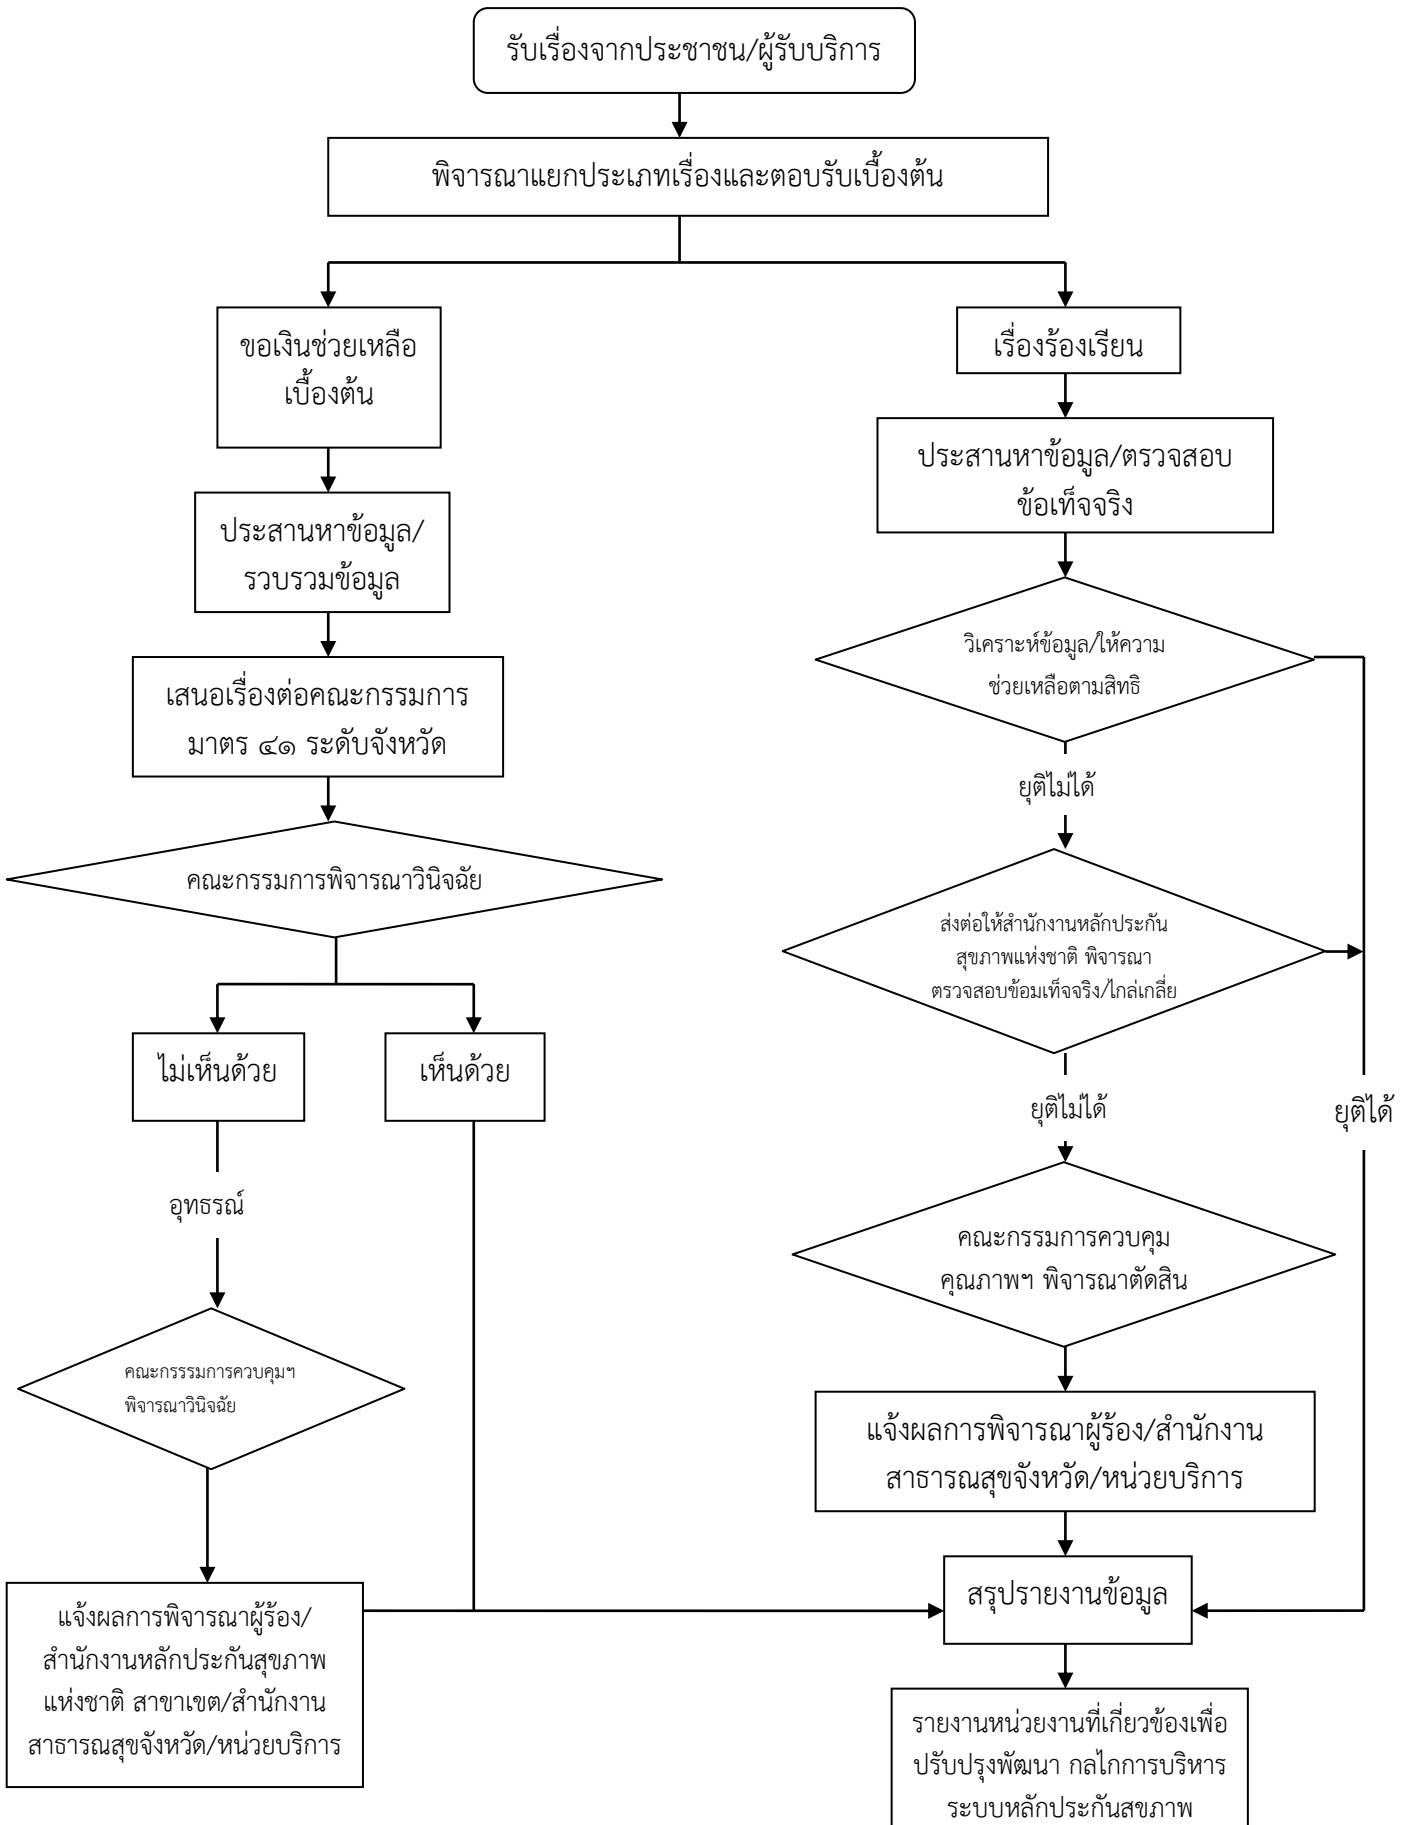 รับเรื่องจากประชาชน/ผู้รับบริการ
พิจารณาแยกประเภทเรื่องและตอบรับเบื้องต้น
ขอเงินช่วยเหลือ
เบื้องต้น
ประสานหาข้อมูล/
รวบรวมข้อมูล
เสนอเรื่องต่อคณะกรรมการ
มาตร ๔๑ ระดับจังหวัด
คณะกรรมการพิจารณาวินิจฉัย
ไม่เห็นด้วย
เห็นด้วย
อุทธรณ์
คณะกรรรมการควบคุมฯ
พิจารณาวินิจฉัย
แจ้งผลการพิจารณาผู้ร้อง/
สำนักงานหลักประกันสุขภาพ
แห่งชาติ สาขาเขต/สำนักงาน
สาธารณสุขจังหวัด/หน่วยบริการ
เรื่องร้องเรียน
ประสานหาข้อมูล/ตรวจสอบ
ข้อเท็จจริง
วิเคราะห์ข้อมูล/ให้ความ
ช่วยเหลือตามสิทธิ
ยุติไม่ได้
ส่งต่อให้สำนักงานหลักประกัน
สุขภาพแห่งชาติ พิจารณา
ตรวจสอบข้อมเท็จจริง/ไกล่เกลี่ย
ยุติไม่ได้
ยุติได้
คณะกรรมการควบคุม
คุณภาพฯ พิจารณาตัดสิน
แจ้งผลการพิจารณาผู้ร้อง/สำนักงาน
สาธารณสุขจังหวัด/หน่วยบริการ
สรุปรายงานข้อมูล
รายงานหน่วยงานที่เกี่ยวข้องเพื่อ
ปรับปรุงพัฒนา กลไกการบริหาร
ระบบหลักประกันสขภาพ